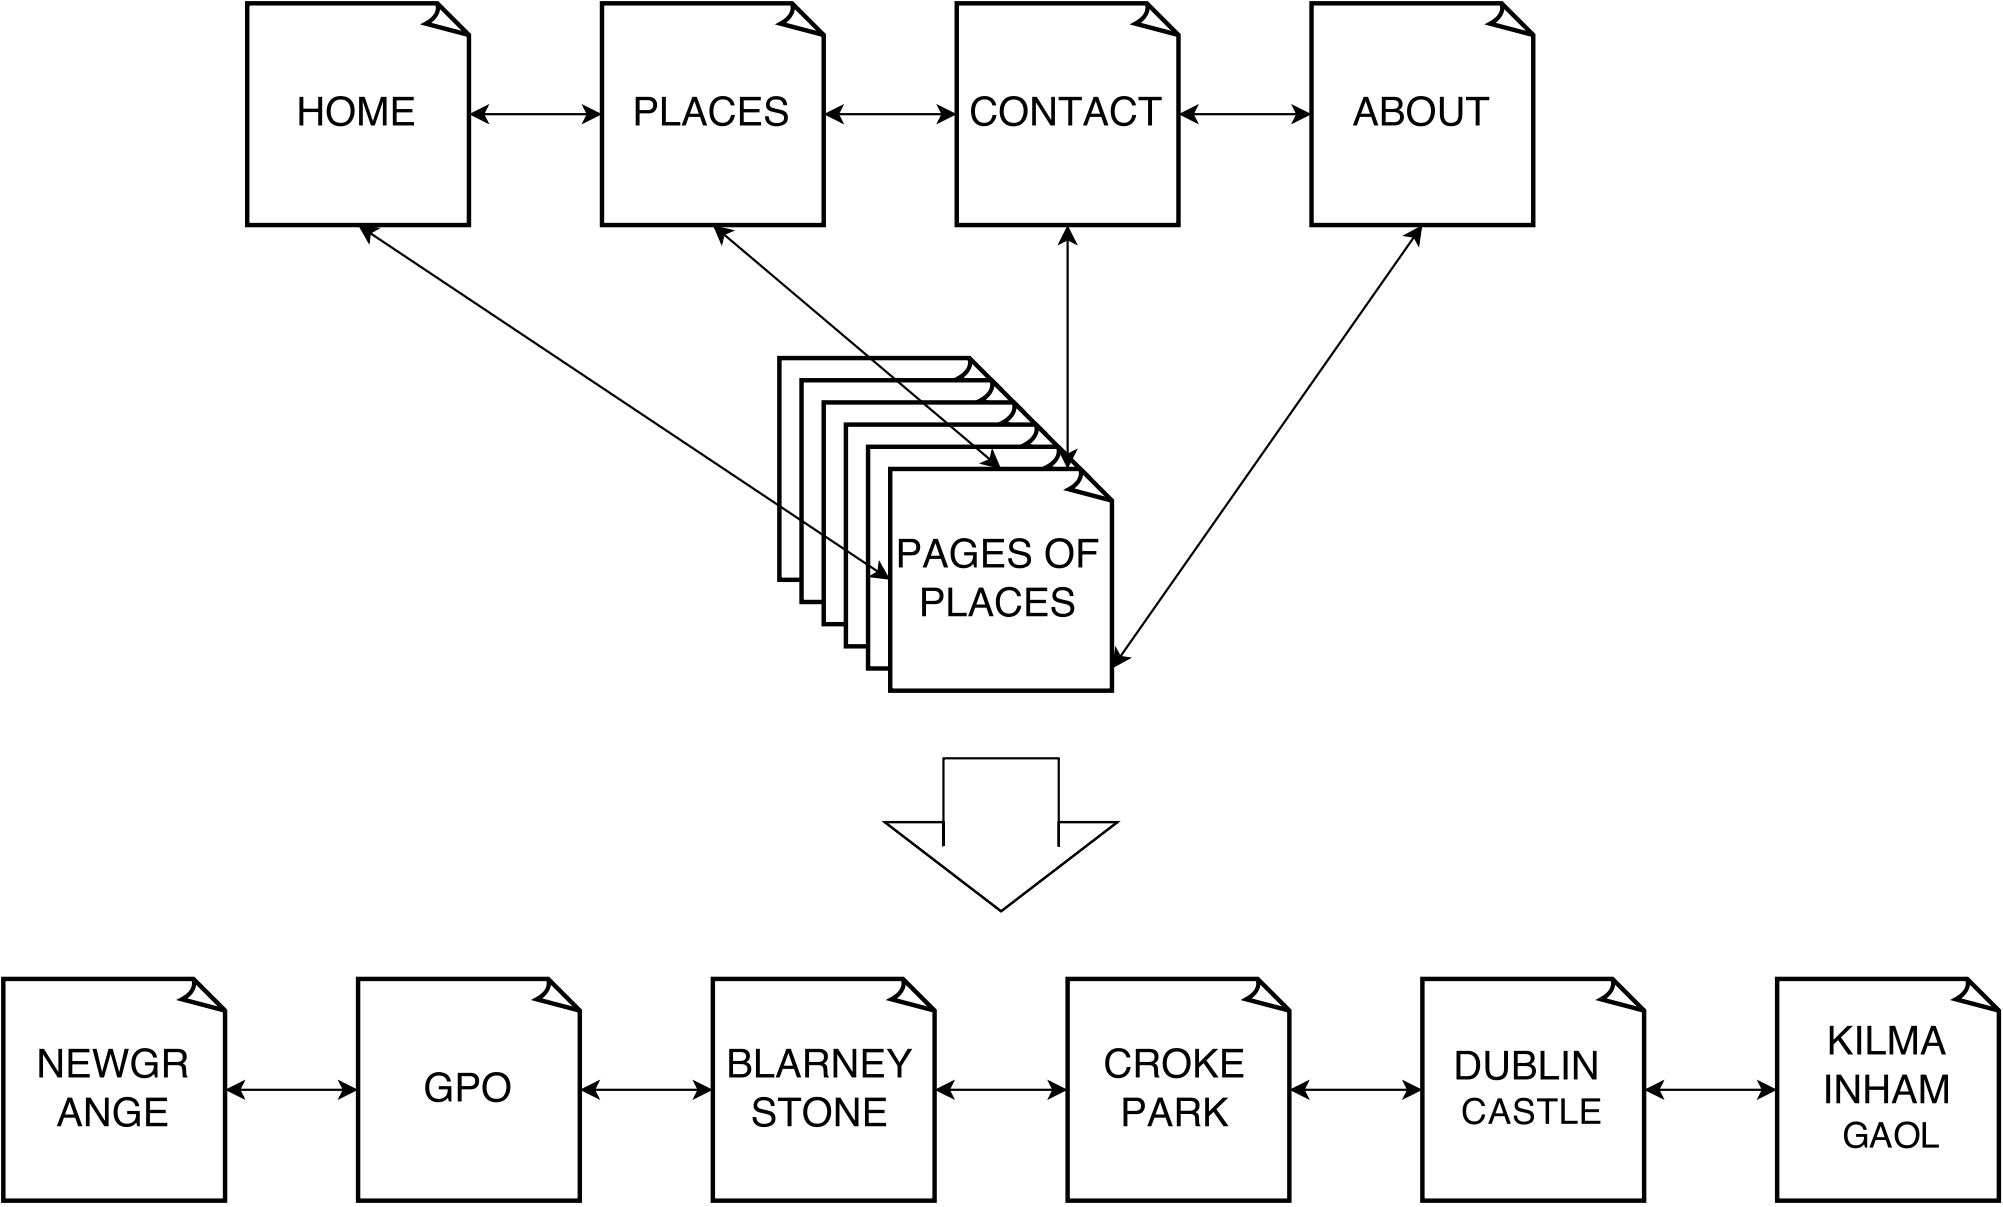 HOME
PLACES
CONTACT
ABOUT
PAGES OF
PLACES
NEWGR
ANGE
GPO
BLARNEY
STONE
CROKE
PARK
DUBLIN
CASTLE
KILMA
INHAM
GAOL